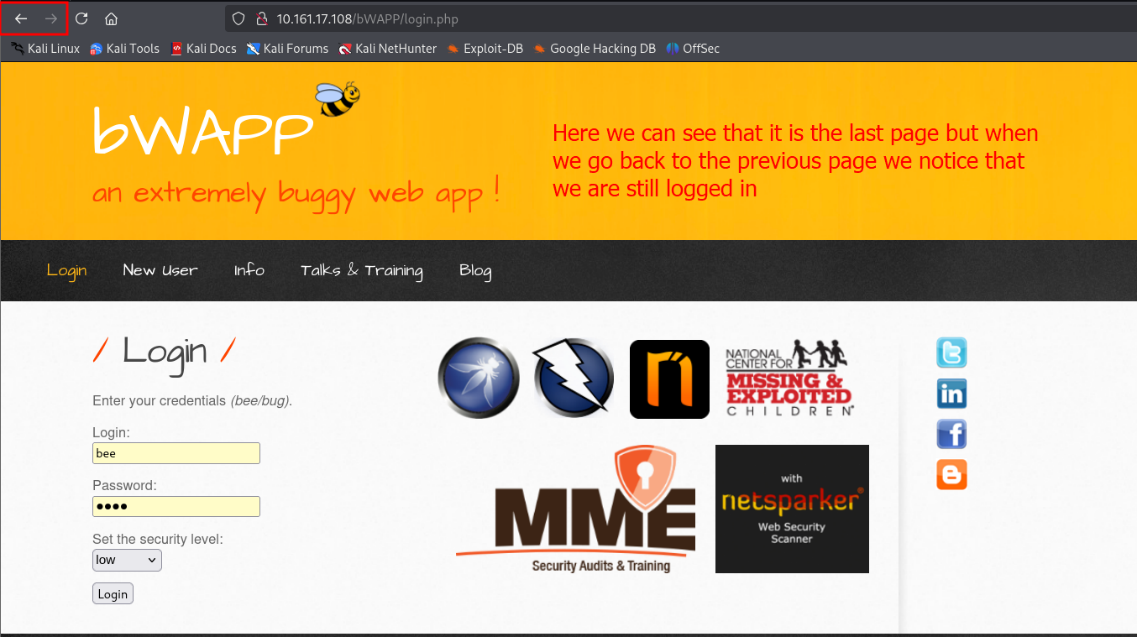 10.161.17.108/bWAPP/login.php
Kali Linux Kali Tools Kali Docs Kali Forums Kali NetHunter Exploit-DB Google Hacking DB OffSec
bWAPP
an extremely buggy web app !
Here we can see that it is the last page but when
we go back to the previous page we notice that
we are still logged in
Login New User Info Talks & Training Blog
/ Login /
Enter your credentials (bee/bug).
Login:
bee
Password:
••••
Set the security level:
low
Login
NATIONAL
CENTER FOR
MISSING &
EXPLOITED
CHILDREN®
MME
Security Audits & Training
with
netsparker
Web Security
Scanner